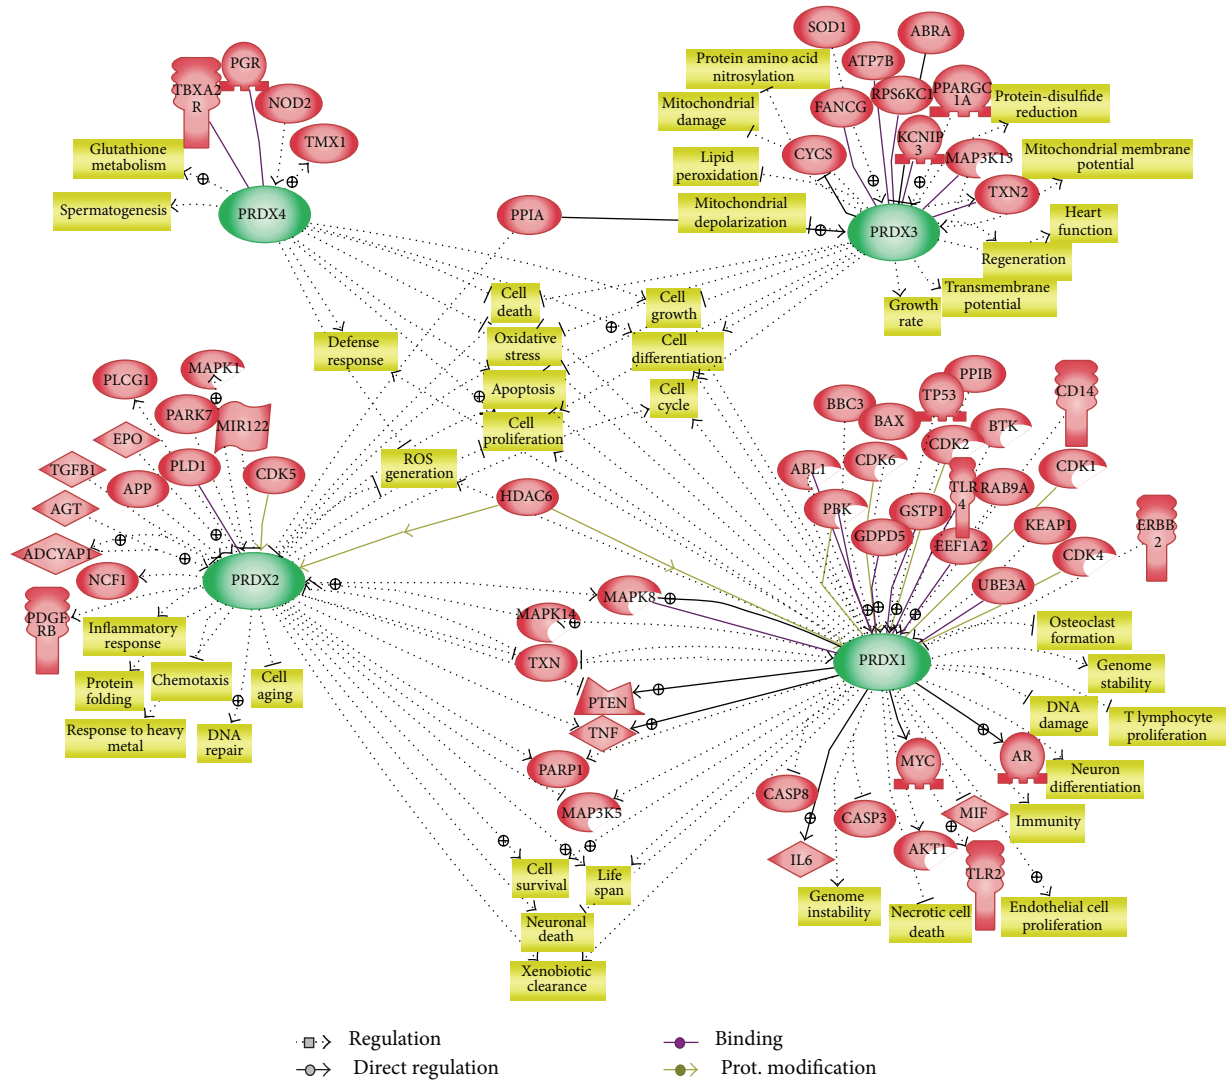 PGR
TBXA2
R
NOD2
TMX1
Glutathione
metabolism
Spermatogenesis
PRDX4
SOD1
ABRA
Protein amino acid
nitrosylation
ATP7B
RPS6KC1
PPARGC
1A
Mitochondrial
damage
FANCG
Protein-disulfide
reduction
KCNIP
3
CYCS
MAP3K13
Mitochondrial membrane
potential
Lipid
peroxidation
TXN2
PPIA
Mitochondrial
depolarization
PRDX3
Heart
function
Regeneration
Transmembrane
potential
Growth
rate
Cell
death
Cell
growth
Oxidative
stress
Cell
differentiation
Defense
response
Apoptosis
Cell
cycle
Cell
proliferation
ROS
generation
PLCG1
MAPK1
PARK7
MIR122
EPO
TGFB1
PLD1
CDK5
APP
AGT
ADCYAP1
PRDX2
NCF1
PDGF
RB
Inflammatory
response
Protein
folding
Chemotaxis
Cell
aging
Response to heavy
metal
DNA
repair
HDAC6
PPIB
TP53
CD14
BBC3
BAX
BTK
CDK2
ABL1
CDK6
CDK1
TLR
4
RAB9A
PBK
GSTP1
KEAP1
ERBB
2
GDPD5
EEF1A2
CDK4
UBE3A
MAPK8
MAPK14
TXN
PRDX1
PTEN
TNF
PARP1
MAP3K5
Osteoclast
formation
Genome
stability
DNA
damage
T lymphocyte
proliferation
MYC
AR
Neuron
differentiation
CASP8
CASP3
MIF
Immunity
IL6
AKT1
TLR2
Cell
survival
Life
span
Genome
instability
Necrotic cell
death
Endothelial cell
proliferation
Neuronal
death
Xenobiotic
clearance
Regulation
Binding
Direct regulation
Prot. modification